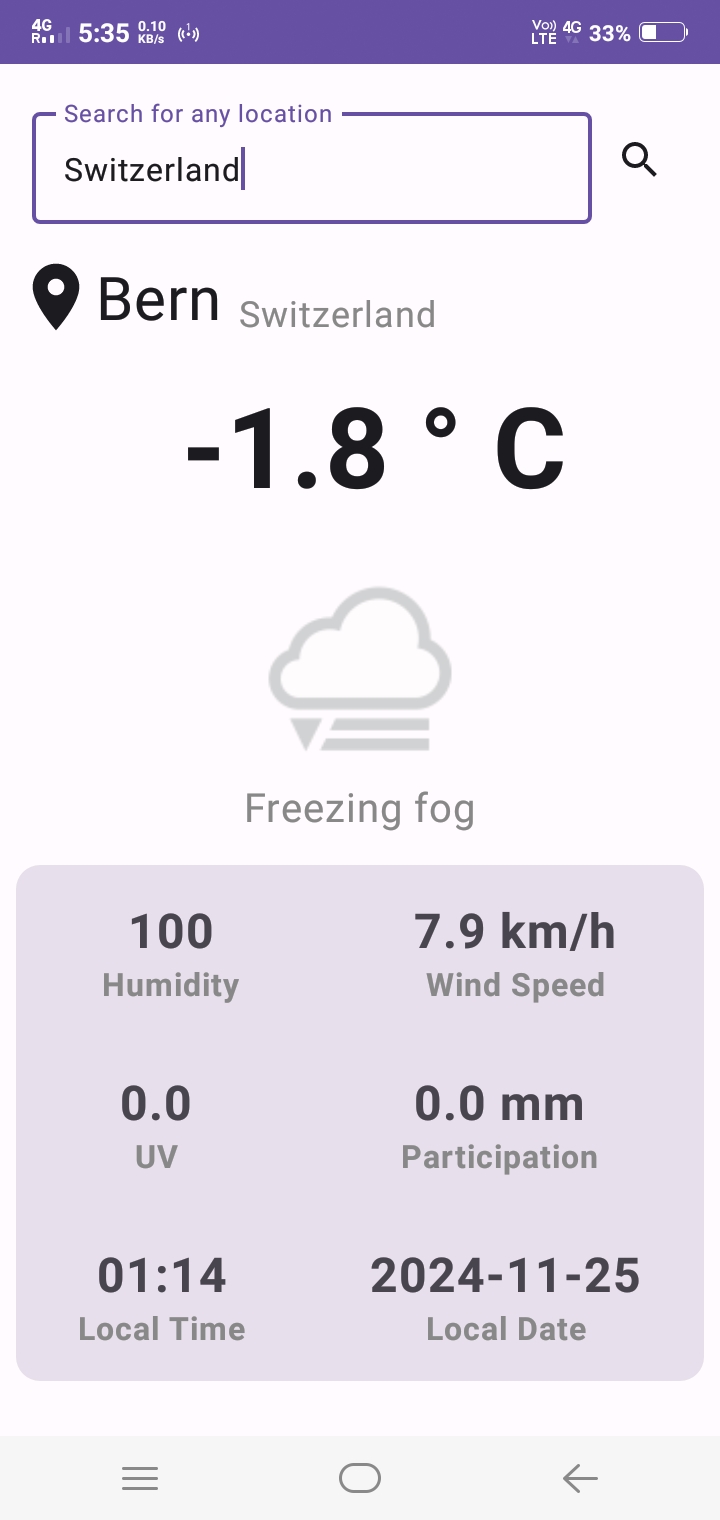 4G R 5:35 0.10 KB/s 1 Vo)) LTE 4G 33%
Search for any location
Switzerland
Bern Switzerland
-1.8 ° C
Freezing fog
100 7.9 km/h
Humidity Wind Speed
0.0 0.0 mm
UV Participation
01:14 2024-11-25
Local Time Local Date